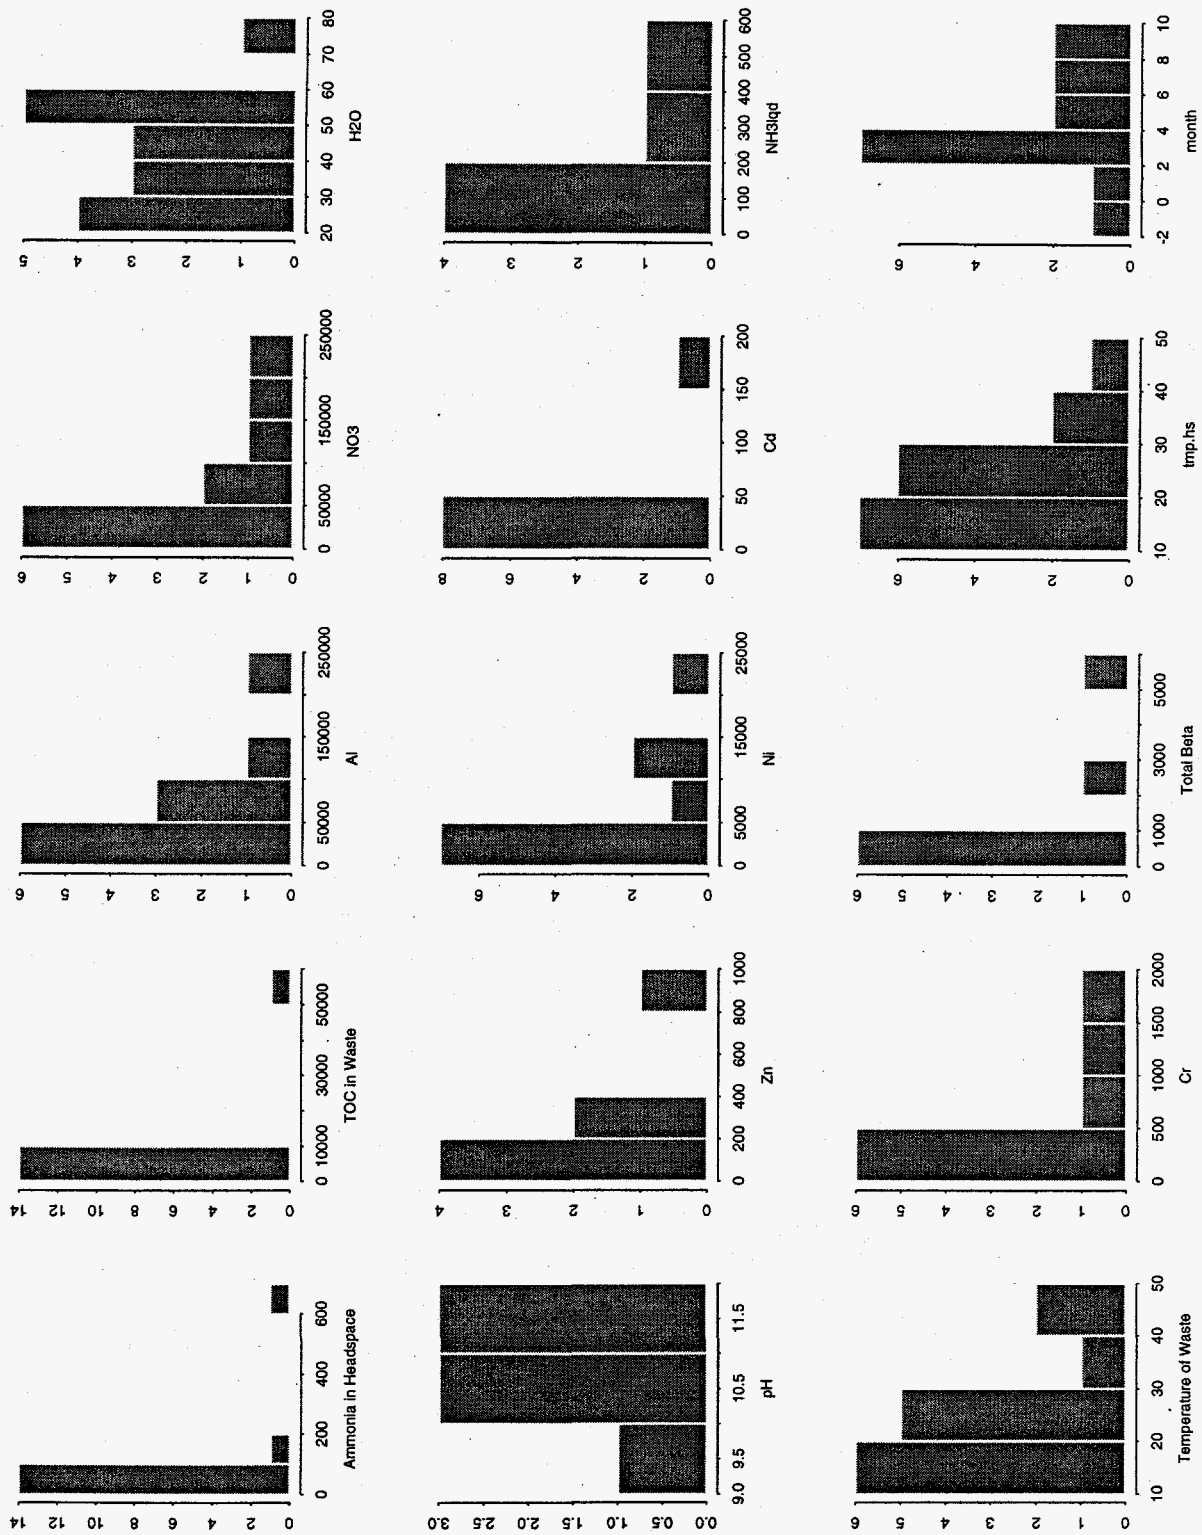 0 2 4 6 8 10 12 14
0 200 400 600
Ammonia in Headspace
0 2 4 6 8 10 12 14
0 10000 30000 50000
TOC in Waste
0 1 2 3 4 5 6
0 50000 150000 250000
Al
0 1 2 3 4 5 6
0 50000 150000 250000
NO3
0 1 2 3 4 5
20 30 40 50 60 70 80
H2O
0.0 0.5 1.0 1.5 2.0 2.5 3.0
9.0 9.5 10.5 11.5
pH
0 1 2 3 4
0 200 400 600 800 1000
Zn
0 2 4 6
0 5000 15000 25000
Ni
0 2 4 6 8
0 50 100 150 200
Cd
0 1 2 3 4
0 100 200 300 400 500 600
NH3lqd
0 1 2 3 4 5 6
10 20 30 40 50
Temperature of Waste
0 1 2 3 4 5 6
0 500 1000 1500 2000
Cr
0 1 2 3 4 5 6
0 1000 3000 5000
Total Beta
0 2 4 6
10 20 30 40 50
tmp.hs
0 2 4 6
-2 0 2 4 6 8 10
month